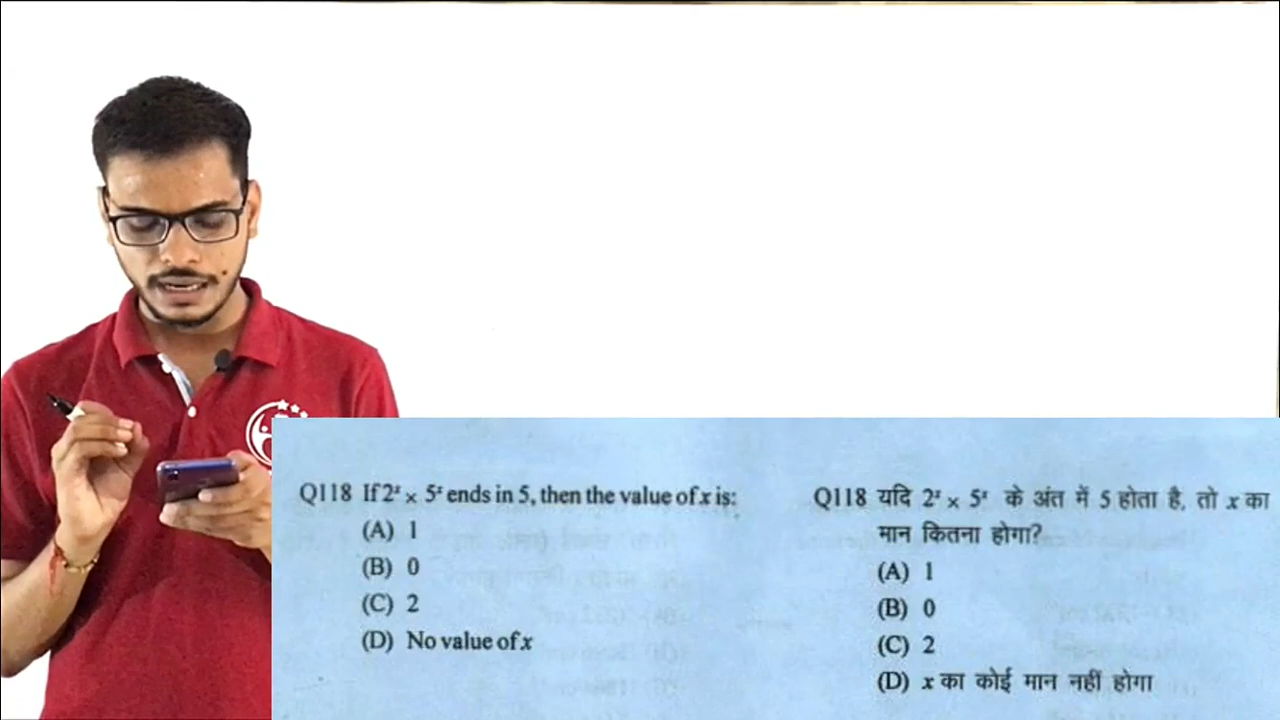 Q118 If 2ˣ × 5ˣ ends in 5, then the value of x is:
(A) 1
(B) 0
(C) 2
(D) No value of x
Q118 यदि 2ˣ × 5ˣ के अंत में 5 होता है, तो x का
मान कितना होगा?
(A) 1
(B) 0
(C) 2
(D) x का कोई मान नहीं होगा